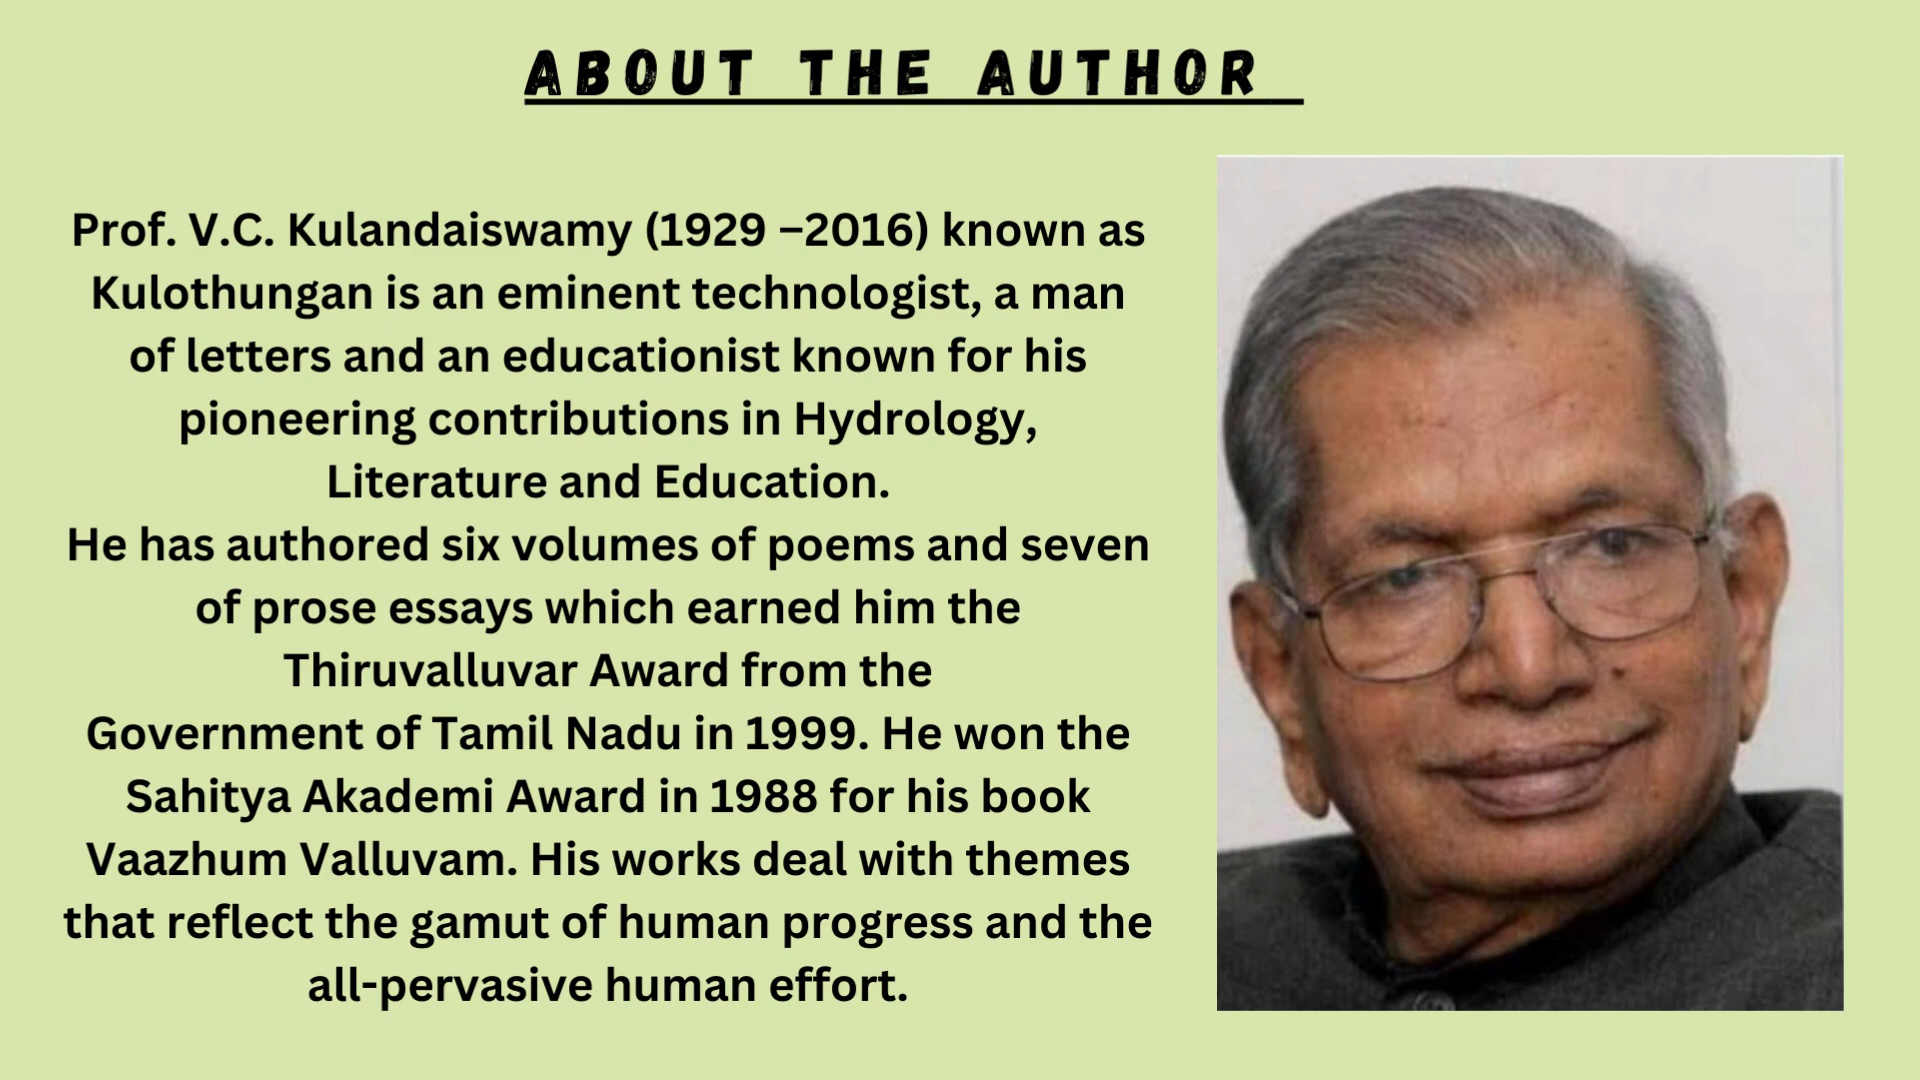 ABOUT THE AUTHOR
Prof. V.C. Kulandaiswamy (1929 –2016) known as
Kulothungan is an eminent technologist, a man
of letters and an educationist known for his
pioneering contributions in Hydrology,
Literature and Education.
He has authored six volumes of poems and seven
of prose essays which earned him the
Thiruvalluvar Award from the
Government of Tamil Nadu in 1999. He won the
Sahitya Akademi Award in 1988 for his book
Vaazhum Valluvam. His works deal with themes
that reflect the gamut of human progress and the
all-pervasive human effort.